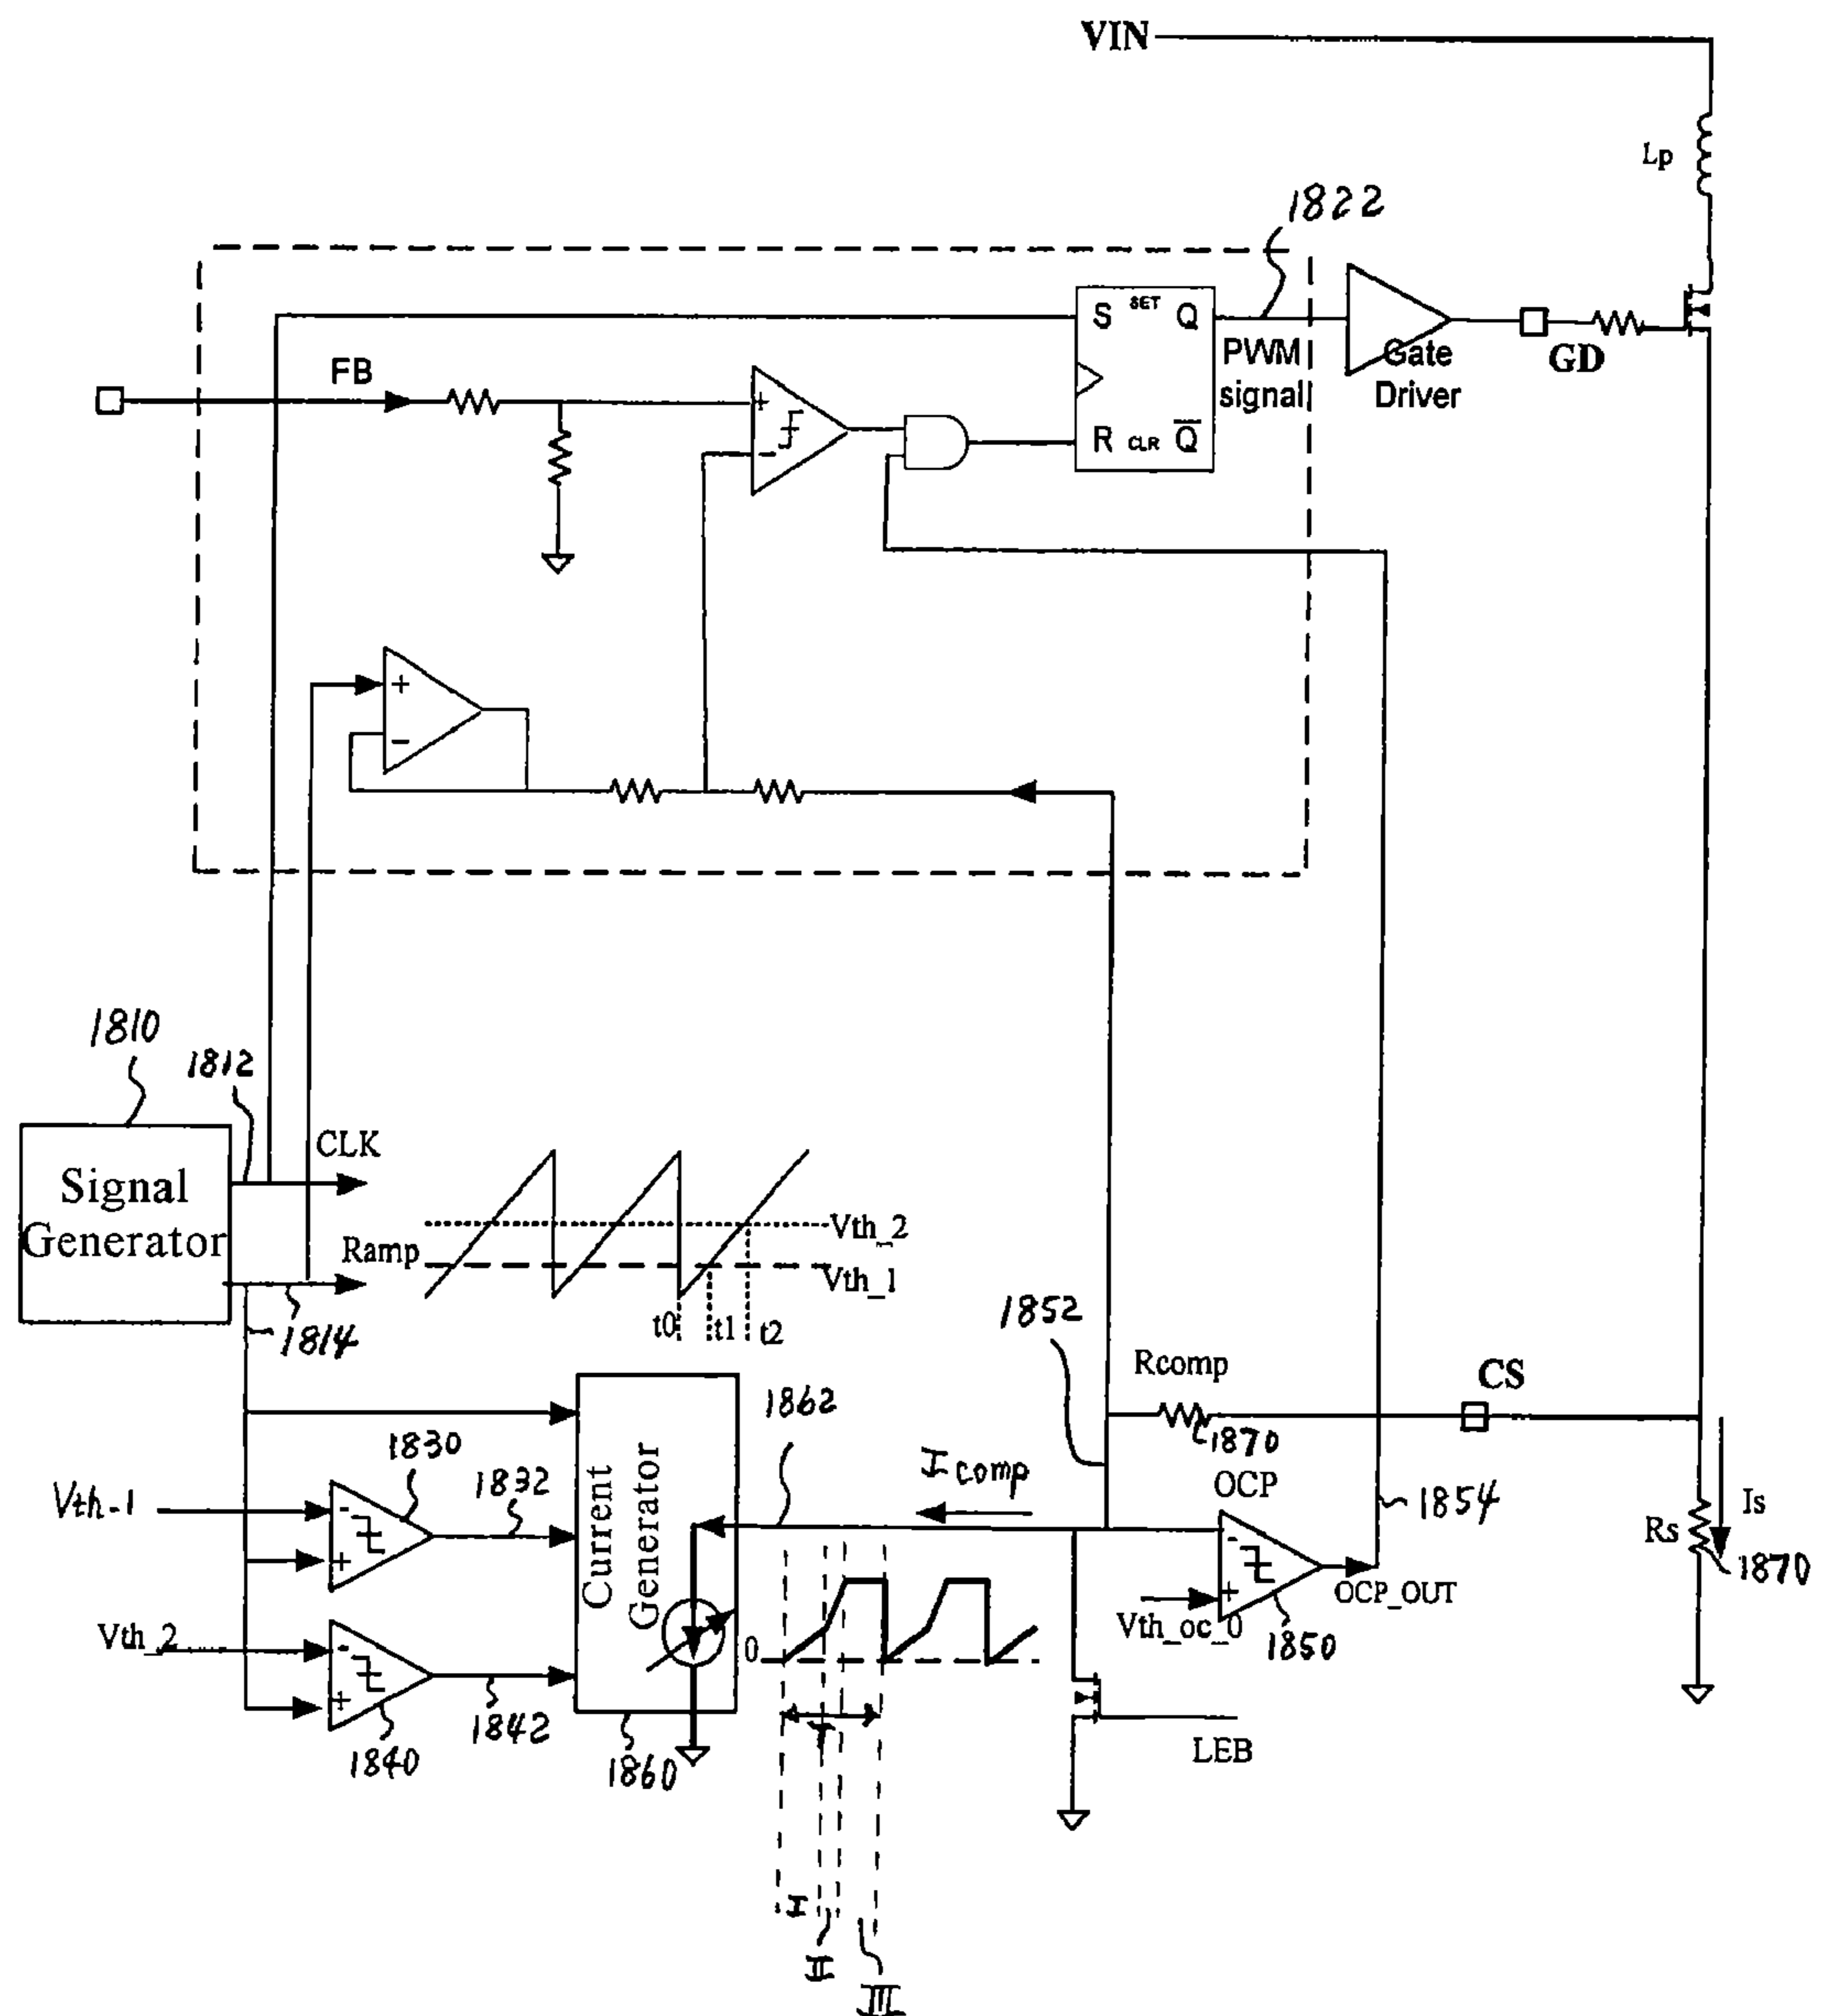 VIN
Lp
1822
S SET Q
FB
PWM signal
Gate Driver
GD
R CLR Q
+
-
+
-
1810
1812
CLK
Signal Generator
Ramp
Vth_2
Vth_1
t0 t1 t2
1814
1852
Rcomp
CS
1862
1870
1830
Icomp
OCP
1832
1854
Is
Vth-1
-
+
Current Generator
-
+
Rs
1870
OCP_OUT
Vth_oc_0
1850
Vth_2
-
+
0
1842
LEB
1840
1860
I
II
III